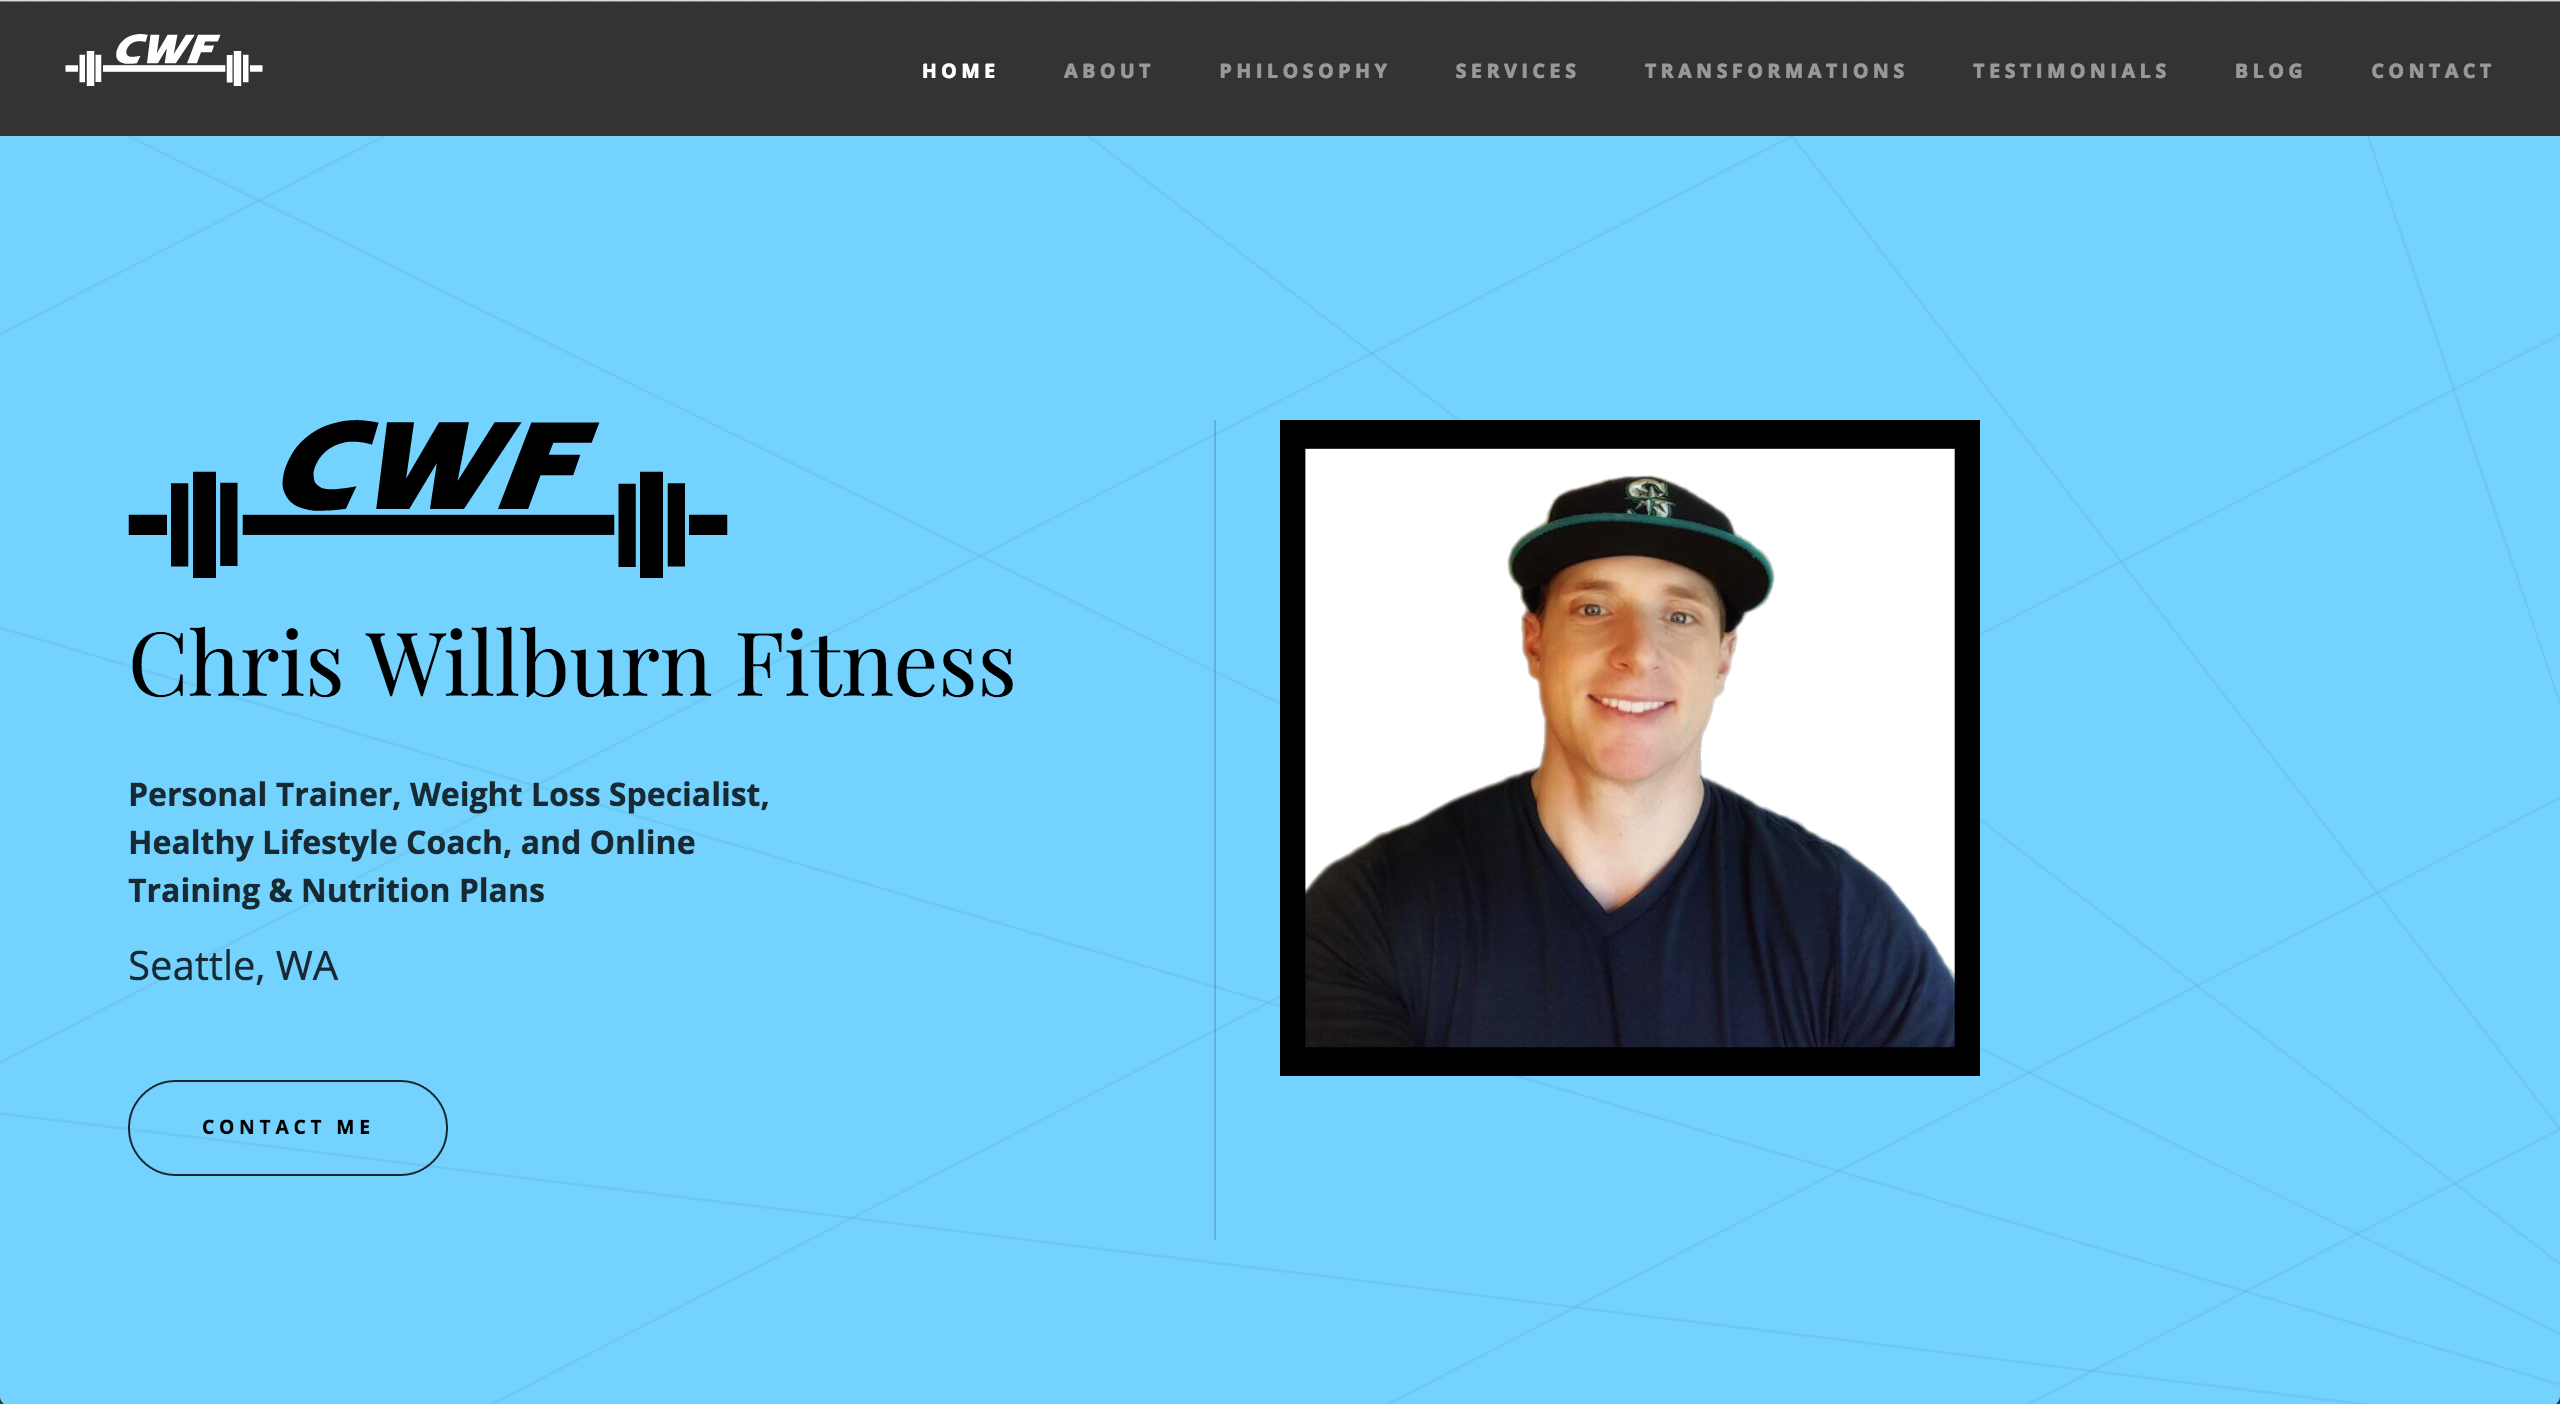 CWF
HOME ABOUT PHILOSOPHY SERVICES TRANSFORMATIONS TESTIMONIALS BLOG CONTACT
CWF
Chris Willburn Fitness
Personal Trainer, Weight Loss Specialist,
Healthy Lifestyle Coach, and Online
Training & Nutrition Plans
Seattle, WA
CONTACT ME
S